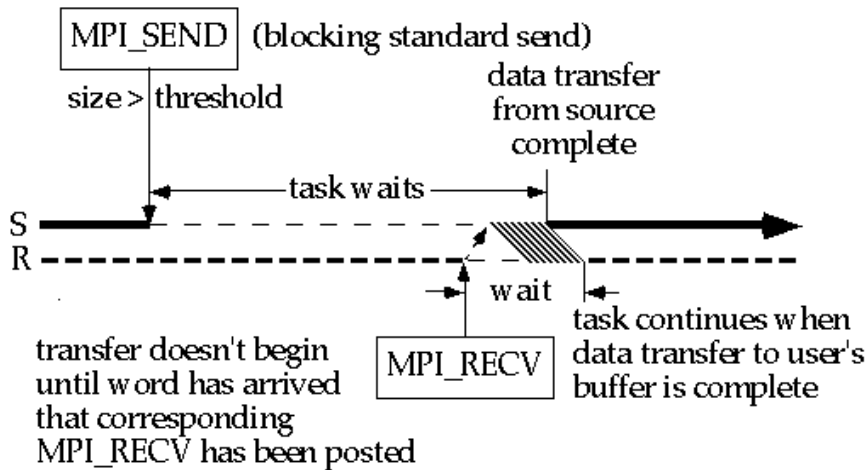 MPI_SEND (blocking standard send)
size > threshold
data transfer
from source
complete
task waits
S
R
wait
MPI_RECV
task continues when
data transfer to user's
buffer is complete
transfer doesn't begin
until word has arrived
that corresponding
MPI_RECV has been posted